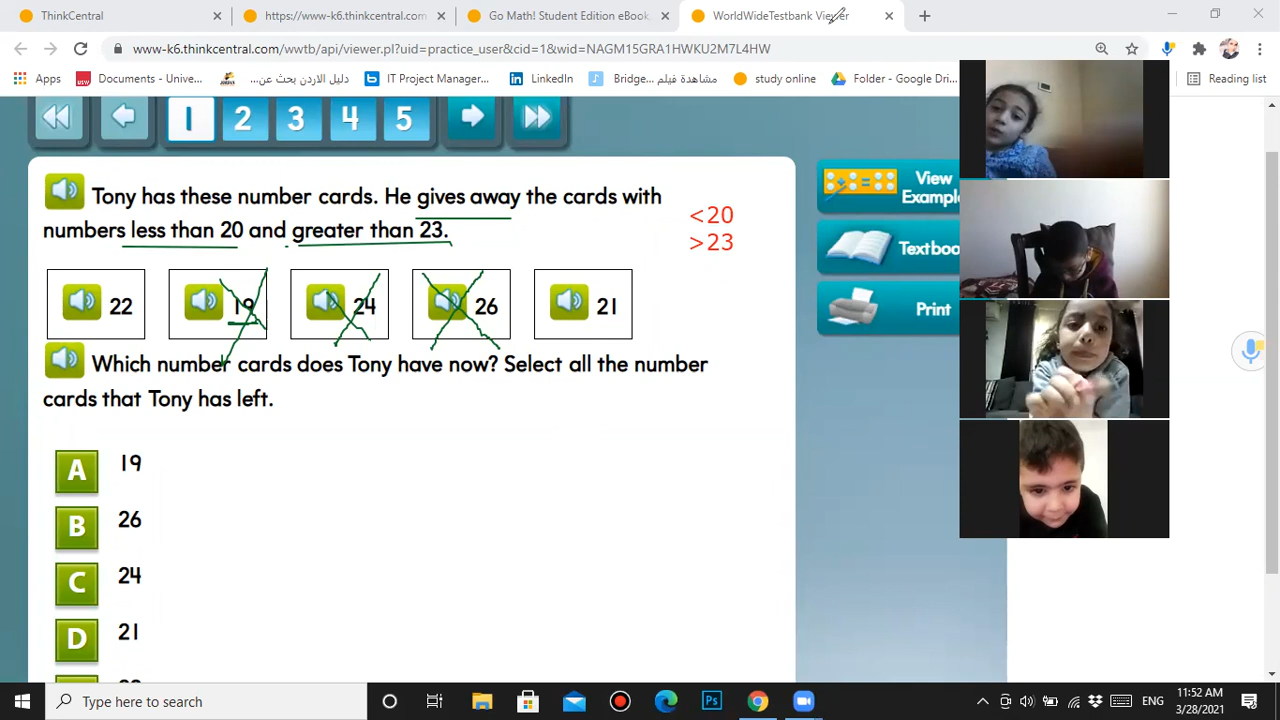 ThinkCentral
https://www-k6.thinkcentral.com
Go Math! Student Edition eBook
WorldWideTestbank Viewer
www-k6.thinkcentral.com/wwtb/api/viewer.pl?uid=practice_user&cid=1&wid=NAGM15GRA1HWKU2M7L4HW
Apps
Documents - Unive...
دليل الاردن بحث عن...
IT Project Manager...
LinkedIn
Bridge... مشاهدة فيلم
study online
Folder - Google Dri...
Reading list
1 2 3 4 5
Tony has these number cards. He gives away the cards with
numbers less than 20 and greater than 23.
<20
>23
22 19 24 26 21
Which number cards does Tony have now? Select all the number
cards that Tony has left.
A 19
B 26
C 24
D 21
View
Example
Textboo
Print
Type here to search
ENG
11:52 AM
3/28/2021